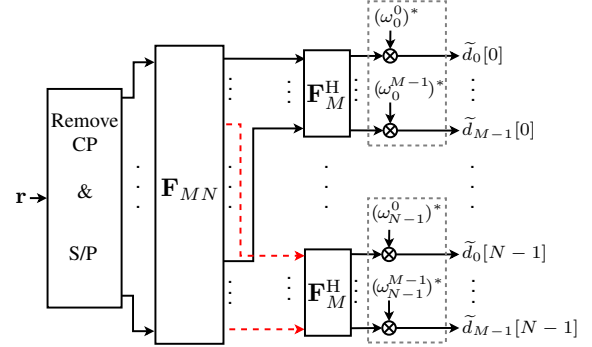 (ω_0^0)^*
d̃_0[0]
F_M^H
(ω_0^{M−1})^*
d̃_{M−1}[0]
Remove
CP
&
S/P
r
F_{MN}
(ω_{N−1}^0)^*
d̃_0[N − 1]
F_M^H
(ω_{N−1}^{M−1})^*
d̃_{M−1}[N − 1]